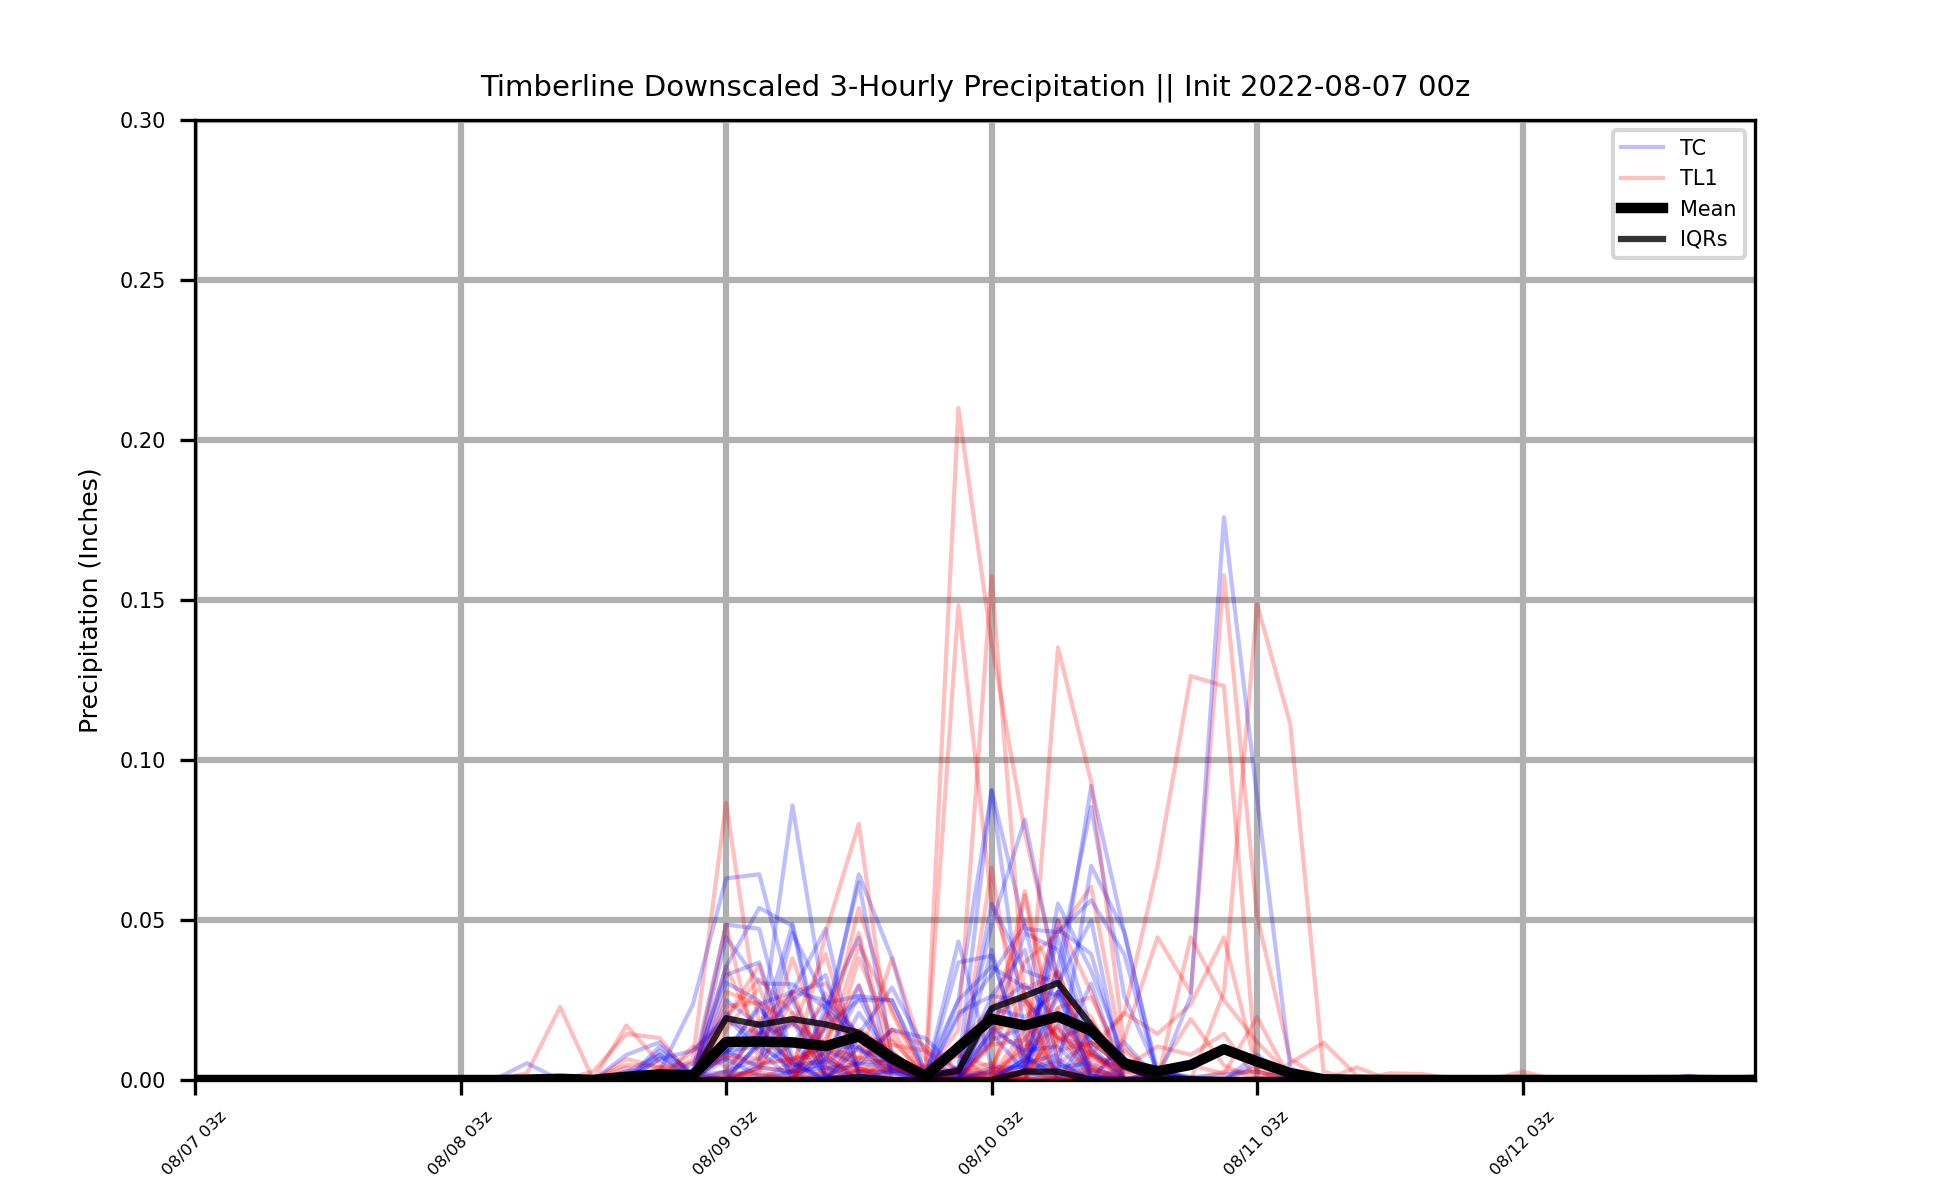 Timberline Downscaled 3-Hourly Precipitation || Init 2022-08-07 00z
0.30
0.25
0.20
0.15
0.10
0.05
0.00
Precipitation (Inches)
TC
TL1
Mean
IQRs
08/07 03z
08/08 03z
08/09 03z
08/10 03z
08/11 03z
08/12 03z